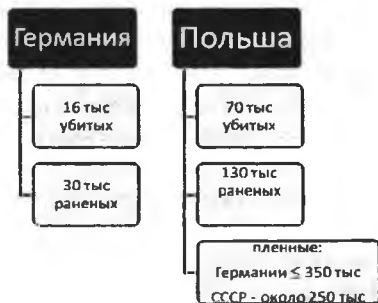 Германия
16 тыс
убитых
30 тыс
раненых
Польша
70 тыс
убитых
130 тыс
раненых
пленные:
Германии ≤ 350 тыс
СССР - около 250 тыс